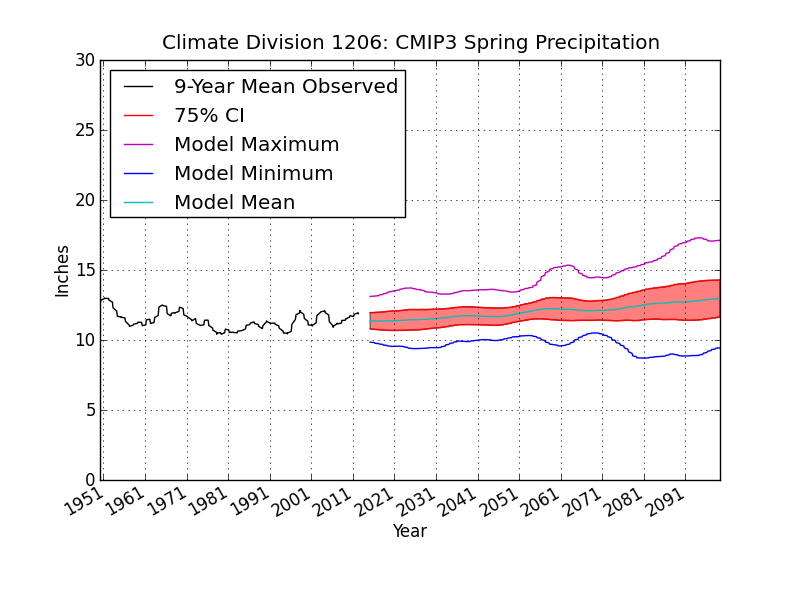 Climate Division 1206: CMIP3 Spring Precipitation
30
25
20
15
10
5
0
Inches
9-Year Mean Observed
75% CI
Model Maximum
Model Minimum
Model Mean
1951 1961 1971 1981 1991 2001 2011 2021 2031 2041 2051 2061 2071 2081 2091
Year